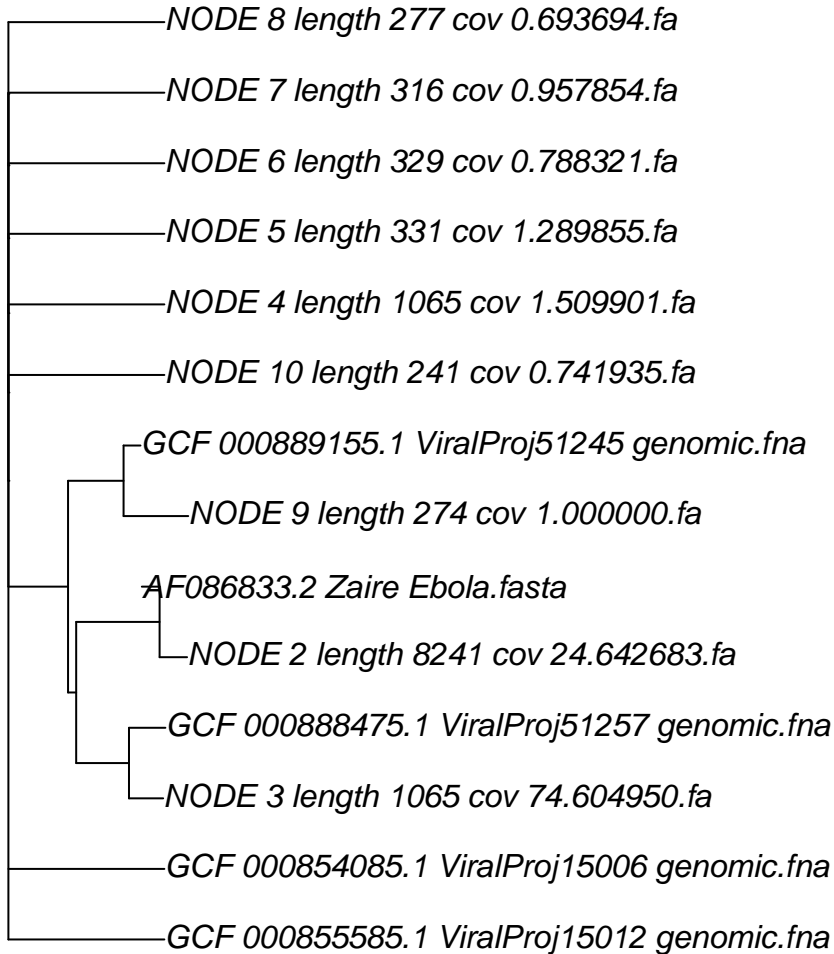 NODE 8 length 277 cov 0.693694.fa
NODE 7 length 316 cov 0.957854.fa
NODE 6 length 329 cov 0.788321.fa
NODE 5 length 331 cov 1.289855.fa
NODE 4 length 1065 cov 1.509901.fa
NODE 10 length 241 cov 0.741935.fa
GCF 000889155.1 ViralProj51245 genomic.fna
NODE 9 length 274 cov 1.000000.fa
AF086833.2 Zaire Ebola.fasta
NODE 2 length 8241 cov 24.642683.fa
GCF 000888475.1 ViralProj51257 genomic.fna
NODE 3 length 1065 cov 74.604950.fa
GCF 000854085.1 ViralProj15006 genomic.fna
GCF 000855585.1 ViralProj15012 genomic.fna